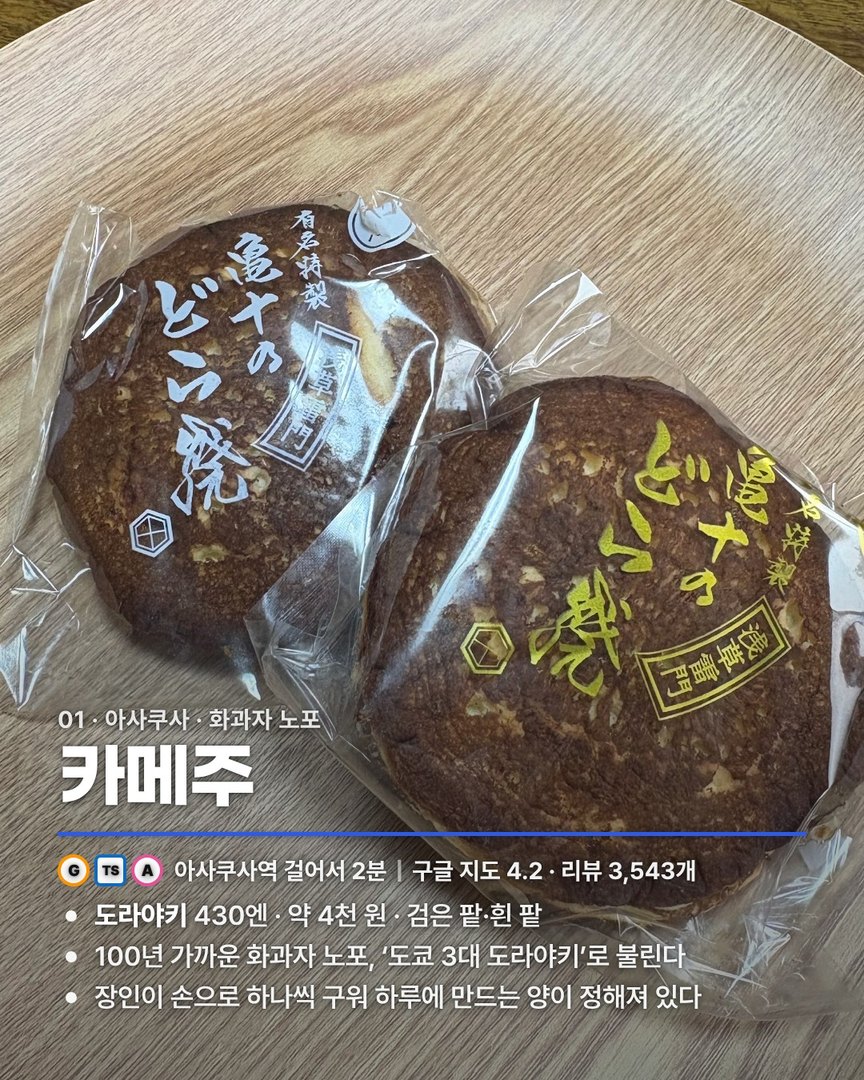 有名特製
亀十の
どら焼
浅草雷門
有名特製
亀十の
どら焼
浅草雷門
01 · 아사쿠사 · 화과자 노포
카메주
G TS A 아사쿠사역 걸어서 2분 | 구글 지도 4.2 · 리뷰 3,543개
• 도라야키 430엔 · 약 4천 원 · 검은 팥·흰 팥
• 100년 가까운 화과자 노포, ‘도쿄 3대 도라야키’로 불린다
• 장인이 손으로 하나씩 구워 하루에 만드는 양이 정해져 있다